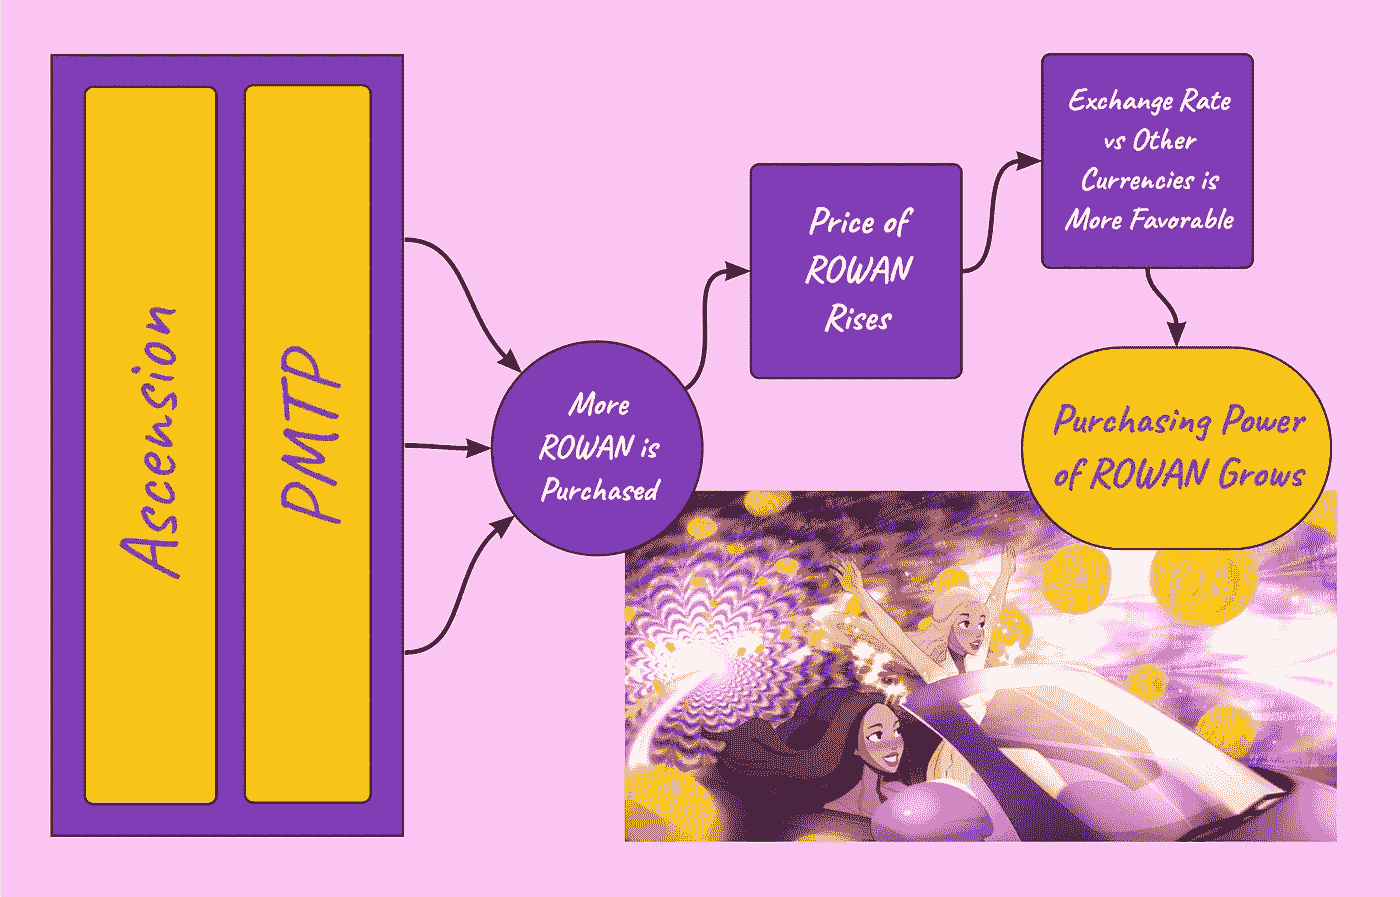 Ascension
PMTP
More
ROWAN is
Purchased
Price of
ROWAN
Rises
Exchange Rate
vs Other
Currencies is
More Favorable
Purchasing Power
of ROWAN Grows